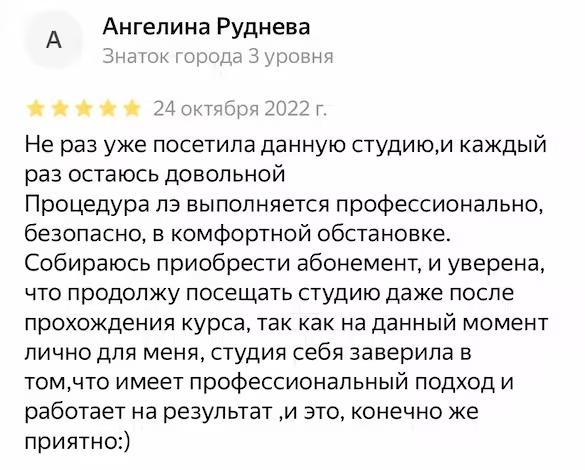 А
Ангелина Руднева
Знаток города 3 уровня
24 октября 2022 г.
Не раз уже посетила данную студию,и каждый
раз остаюсь довольной
Процедура лэ выполняется профессионально,
безопасно, в комфортной обстановке.
Собираюсь приобрести абонемент, и уверена,
что продолжу посещать студию даже после
прохождения курса, так как на данный момент
лично для меня, студия себя заверила в
том,что имеет профессиональный подход и
работает на результат ,и это, конечно же
приятно:)